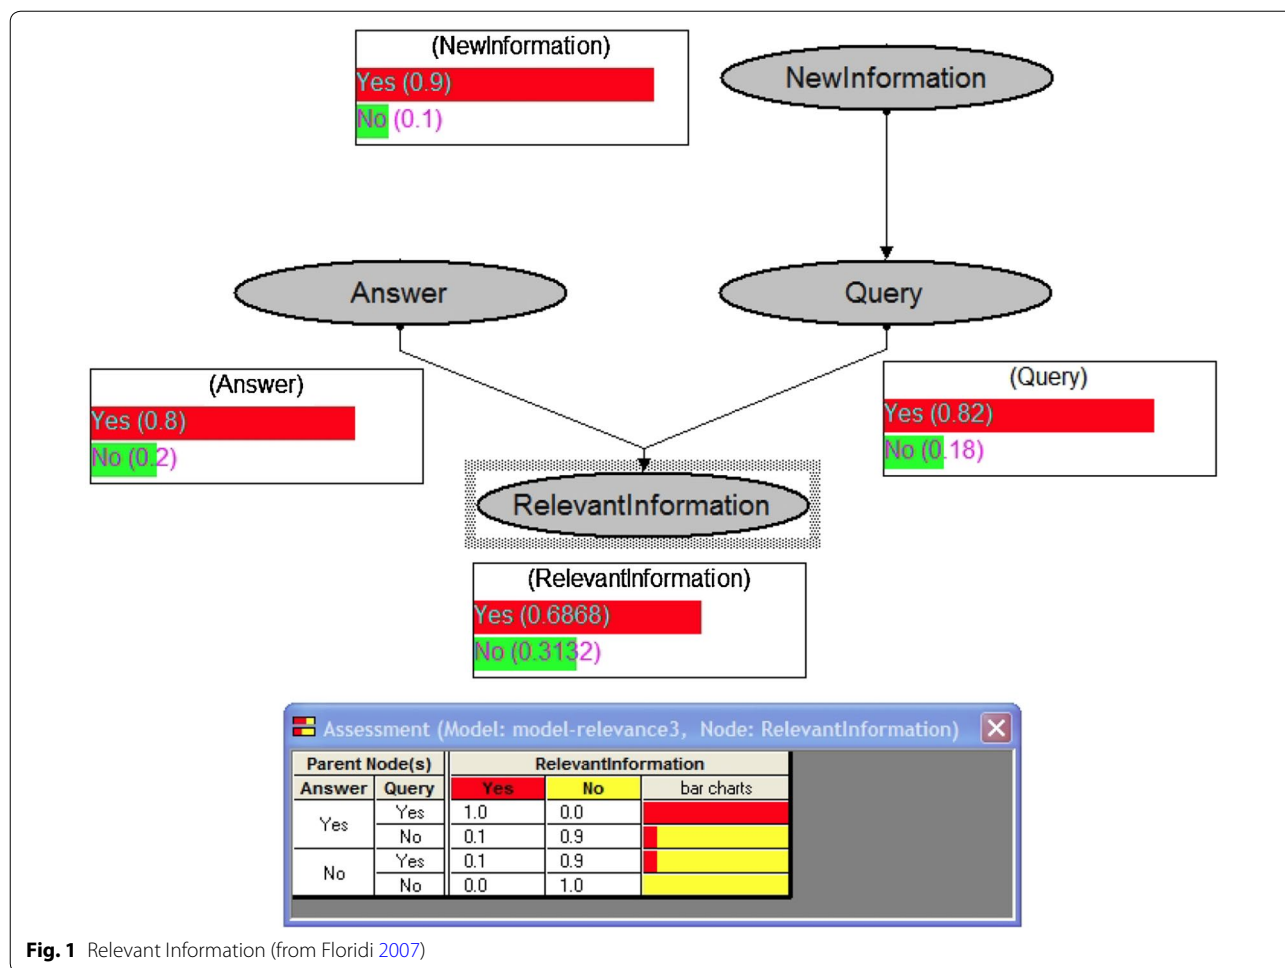 (NewInformation)
Yes (0.9)
No (0.1)
NewInformation
Answer
Query
(Answer)
Yes (0.8)
No (0.2)
(Query)
Yes (0.82)
No (0.18)
RelevantInformation
(RelevantInformation)
Yes (0.6868)
No (0.3132)
Assessment (Model: model-relevance3, Node: RelevantInformation)
Parent Node(s) RelevantInformation
Answer Query Yes No bar charts
Yes Yes 1.0 0.0
No 0.1 0.9
No Yes 0.1 0.9
No 0.0 1.0
Fig. 1 Relevant Information (from Floridi 2007)